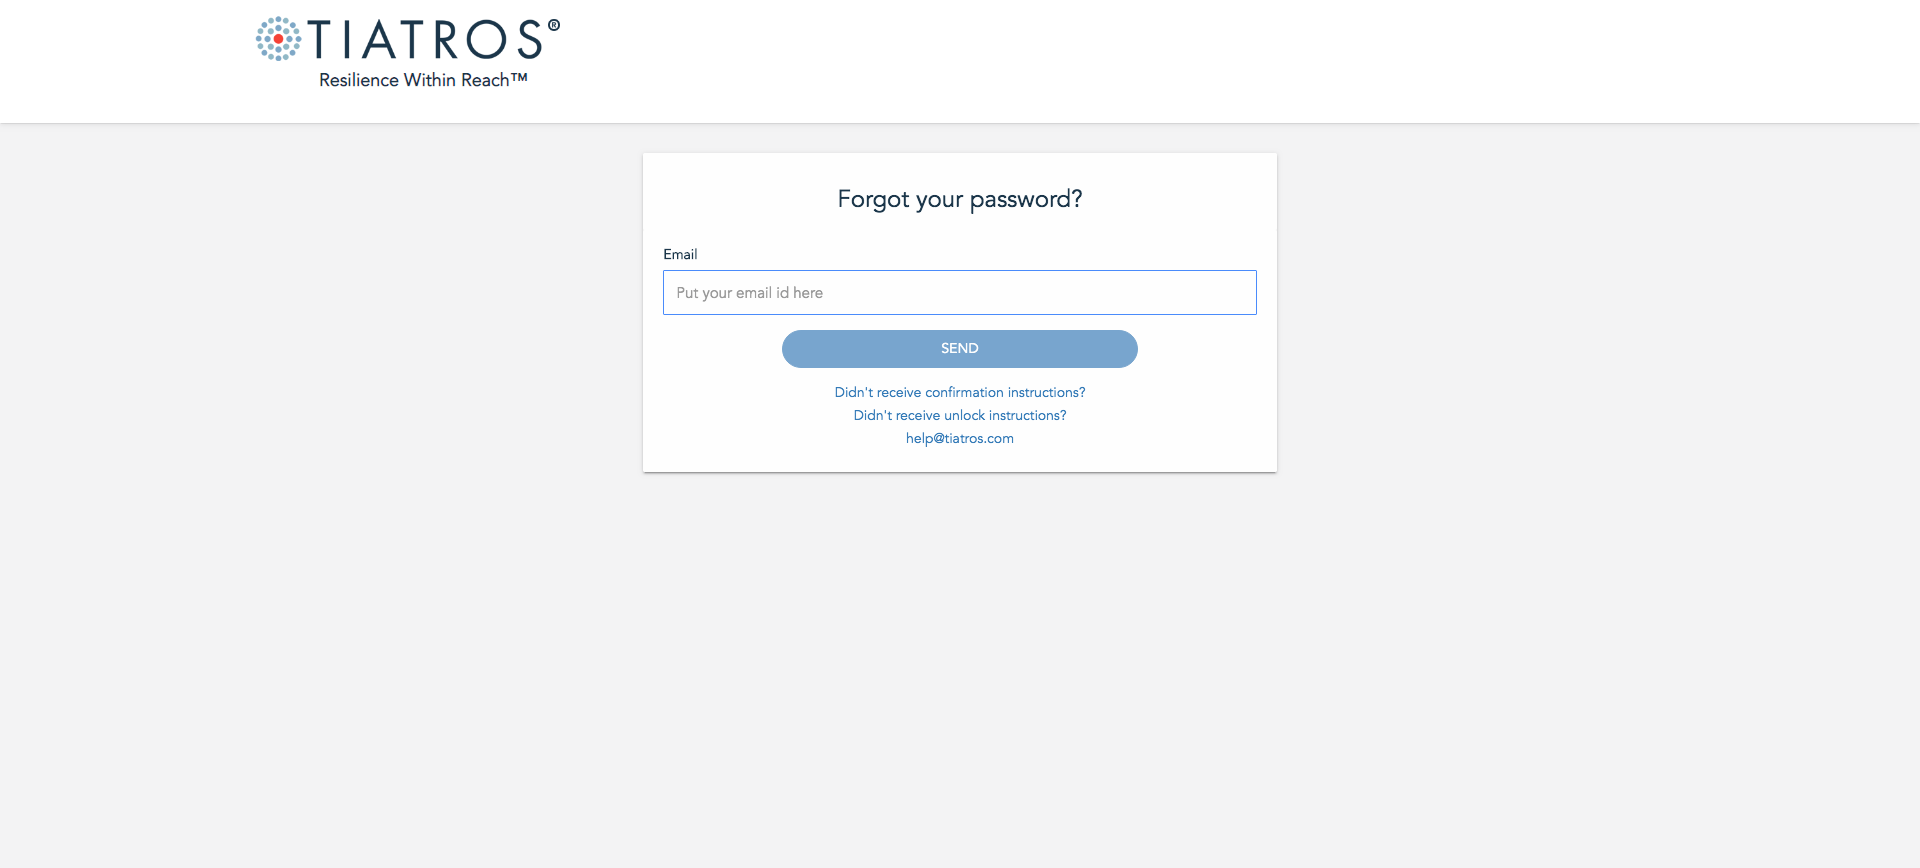 TIATROS®
Resilience Within Reach™
Forgot your password?
Email
Put your email id here
SEND
Didn't receive confirmation instructions?
Didn't receive unlock instructions?
help@tiatros.com